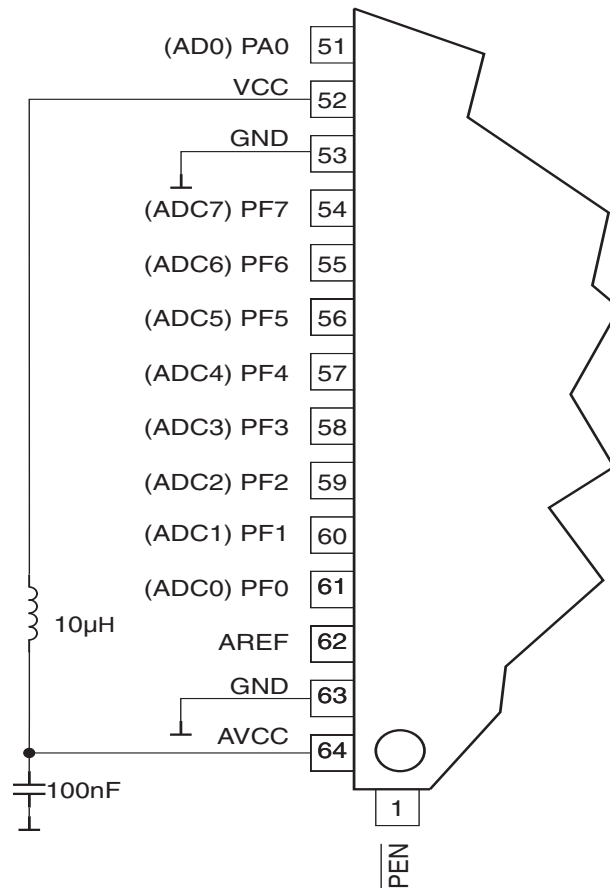 (AD0) PA0 51
VCC 52
GND 53
(ADC7) PF7 54
(ADC6) PF6 55
(ADC5) PF5 56
(ADC4) PF4 57
(ADC3) PF3 58
(ADC2) PF2 59
(ADC1) PF1 60
(ADC0) PF0 61
10µH
AREF 62
GND 63
AVCC 64
100nF
1
PEN